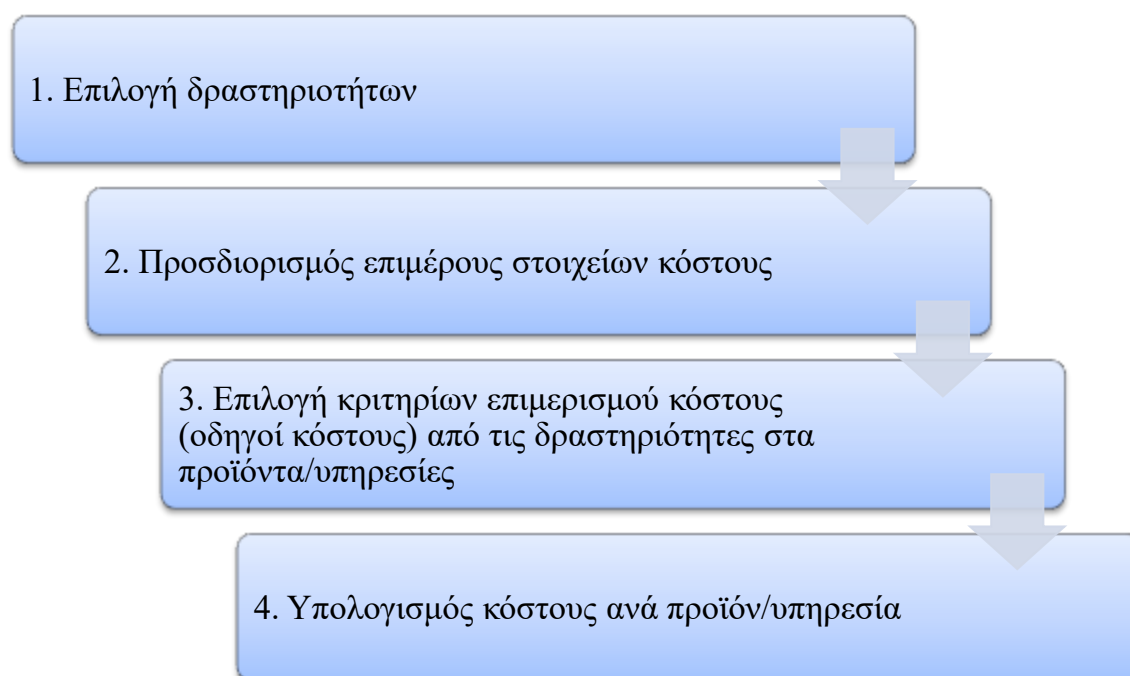 1. Επιλογή δραστηριοτήτων
2. Προσδιορισμός επιμέρους στοιχείων κόστους
3. Επιλογή κριτηρίων επιμερισμού κόστους
(οδηγοί κόστους) από τις δραστηριότητες στα
προϊόντα/υπηρεσίες
4. Υπολογισμός κόστους ανά προϊόν/υπηρεσία